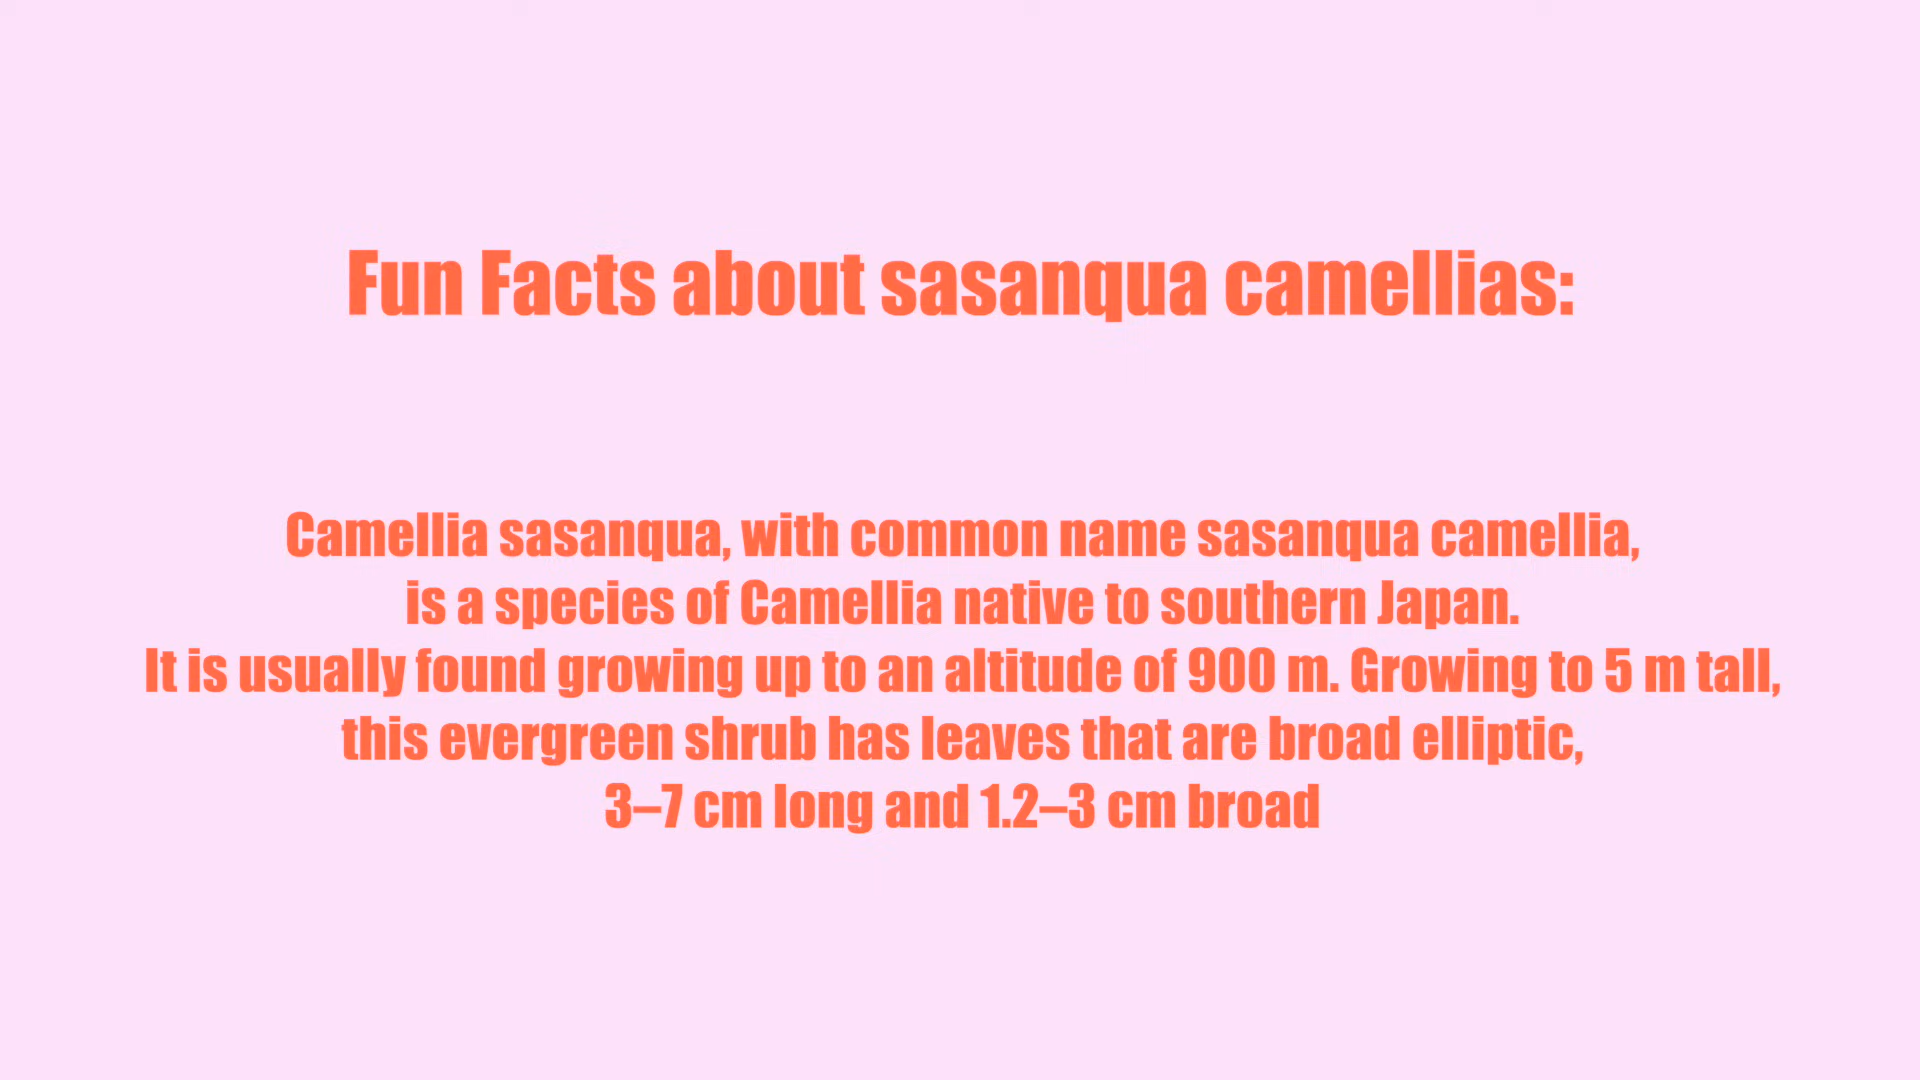 Fun Facts about sasanqua camellias:
Camellia sasanqua, with common name sasanqua camellia,
is a species of Camellia native to southern Japan.
It is usually found growing up to an altitude of 900 m. Growing to 5 m tall,
this evergreen shrub has leaves that are broad elliptic,
3–7 cm long and 1.2–3 cm broad